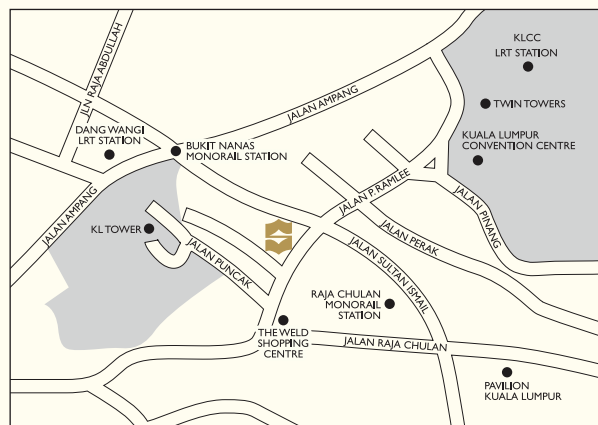 KLCC
LRT STATION
JLN RAJA ABDULLAH
JALAN AMPANG
TWIN TOWERS
DANG WANGI
LRT STATION
BUKIT NANAS
MONORAIL STATION
KUALA LUMPUR
CONVENTION CENTRE
JALAN P. RAMLEE
JALAN PINANG
JALAN AMPANG
KL TOWER
JALAN PUNCAK
JALAN PERAK
JALAN SULTAN ISMAIL
RAJA CHULAN
MONORAIL
STATION
THE WELD
SHOPPING
CENTRE
JALAN RAJA CHULAN
PAVILION
KUALA LUMPUR